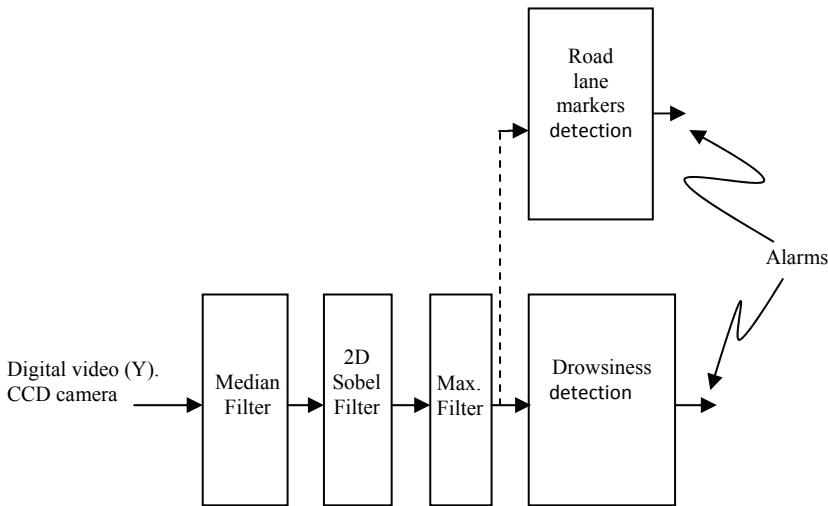 Road
lane
markers
detection
Alarms
Digital video (Y).
CCD camera
Median
Filter
2D
Sobel
Filter
Max.
Filter
Drowsiness
detection